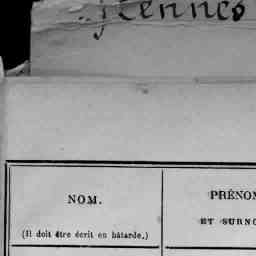 Rennes
NOM.
(Il doit être écrit en bâtarde.)
PRÉNOM
ET SURNO